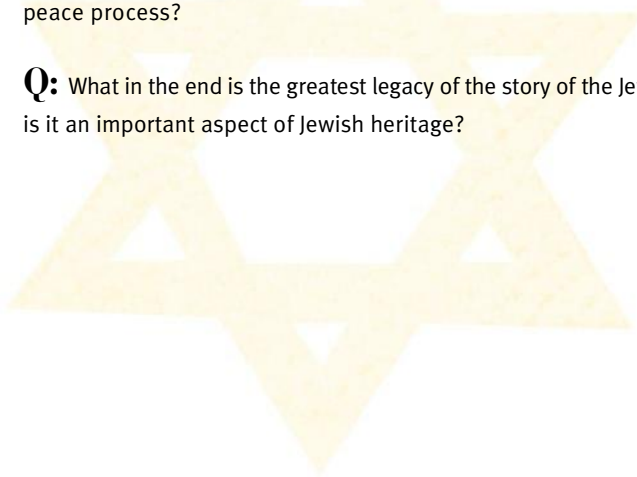 peace process?
Q: What in the end is the greatest legacy of the story of the Je
is it an important aspect of Jewish heritage?